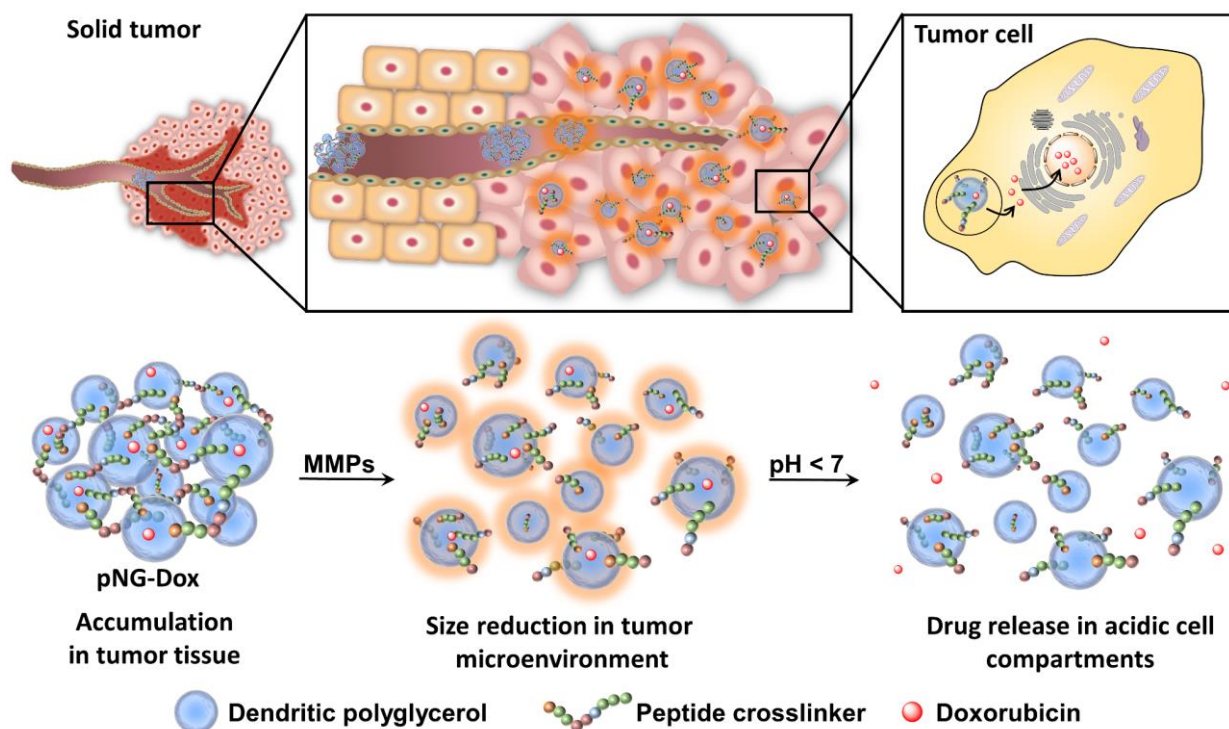 Solid tumor
Tumor cell
MMPs
pH < 7
pNG-Dox
Accumulation
in tumor tissue
Size reduction in tumor
microenvironment
Drug release in acidic cell
compartments
Dendritic polyglycerol
Peptide crosslinker
Doxorubicin